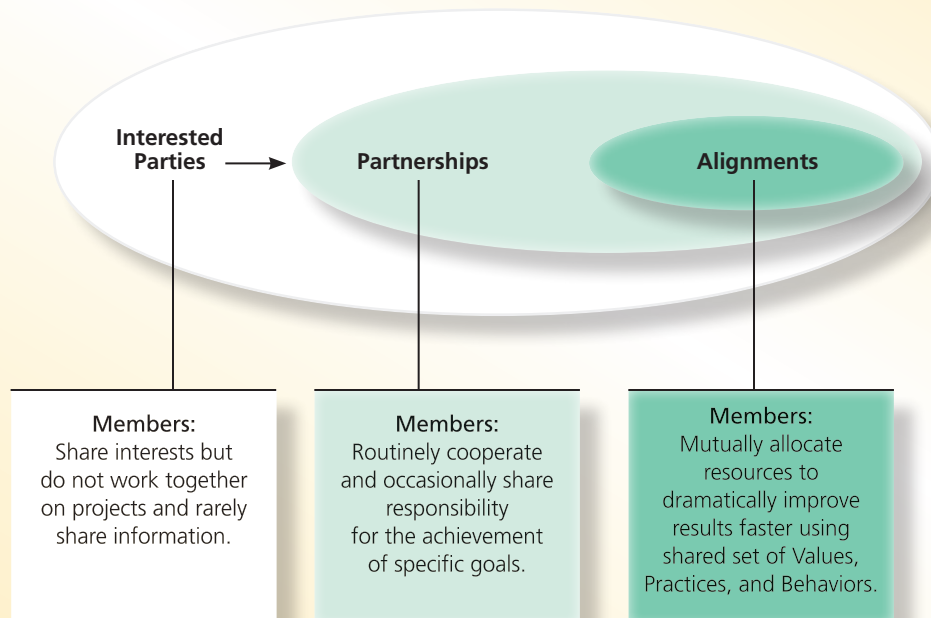 Interested
Parties
Partnerships
Alignments
Members:
Share interests but
do not work together
on projects and rarely
share information.
Members:
Routinely cooperate
and occasionally share
responsibility
for the achievement
of specific goals.
Members:
Mutually allocate
resources to
dramatically improve
results faster using
shared set of Values,
Practices, and Behaviors.